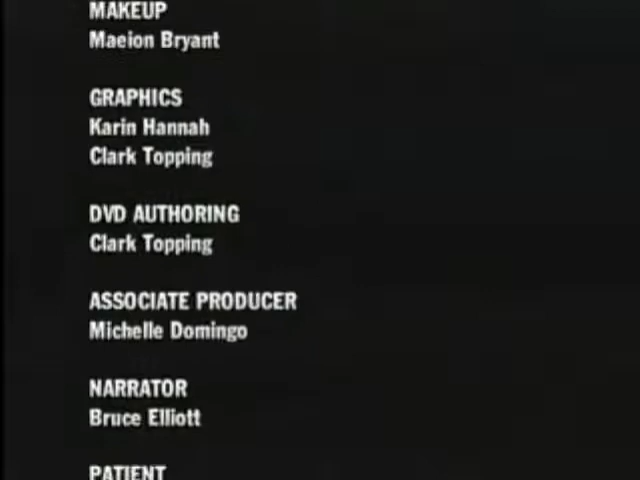 MAKEUP
Maeion Bryant
GRAPHICS
Karin Hannah
Clark Topping
DVD AUTHORING
Clark Topping
ASSOCIATE PRODUCER
Michelle Domingo
NARRATOR
Bruce Elliott
PATIENT